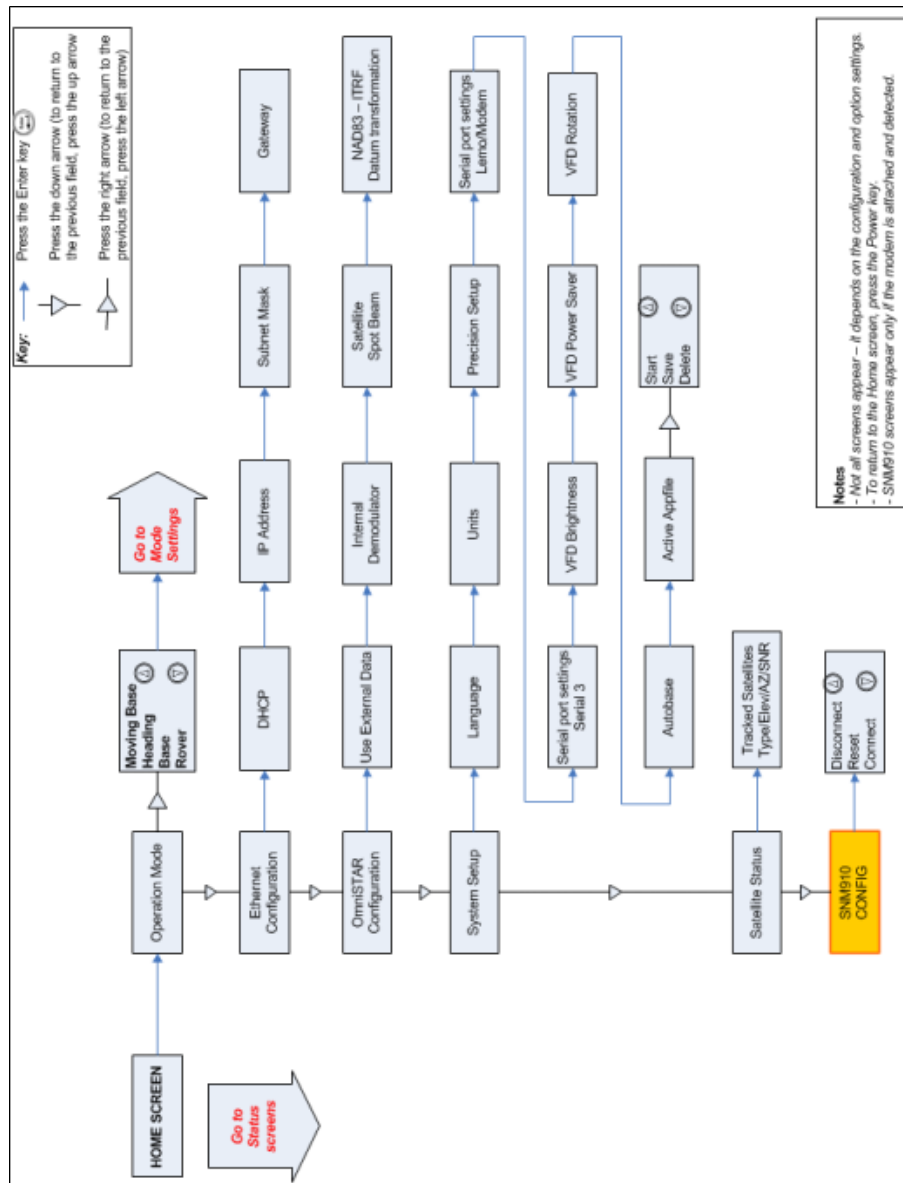 Key:
Press the Enter key
Press the down arrow (to return to
the previous field, press the up arrow
Press the right arrow (to return to the
previous field, press the left arrow)
HOME SCREEN
Go to
Status
screens
Operation Mode
Moving Base
Heading
Base
Rover
Go to
Mode
Settings
Ethernet
Configuration
DHCP
IP Address
Subnet Mask
Gateway
OmniSTAR
Configuration
Use External Data
Internal
Demodulator
Satellite
Spot Beam
NAD83 – ITRF
Datum transformation
System Setup
Language
Units
Precision Setup
Serial port settings
Lemo/Modem
Serial port settings
Serial 3
VFD Brightness
VFD Power Saver
VFD Rotation
Autobase
Active Appfile
Start
Save
Delete
Satellite Status
Tracked Satellites
Type/Elev/AZ/SNR
SNM910
CONFIG
Disconnect
Reset
Connect
Notes
- Not all screens appear – it depends on the configuration and option settings.
- To return to the Home screen, press the Power key.
- SNM910 screens appear only if the modem is attached and detected.